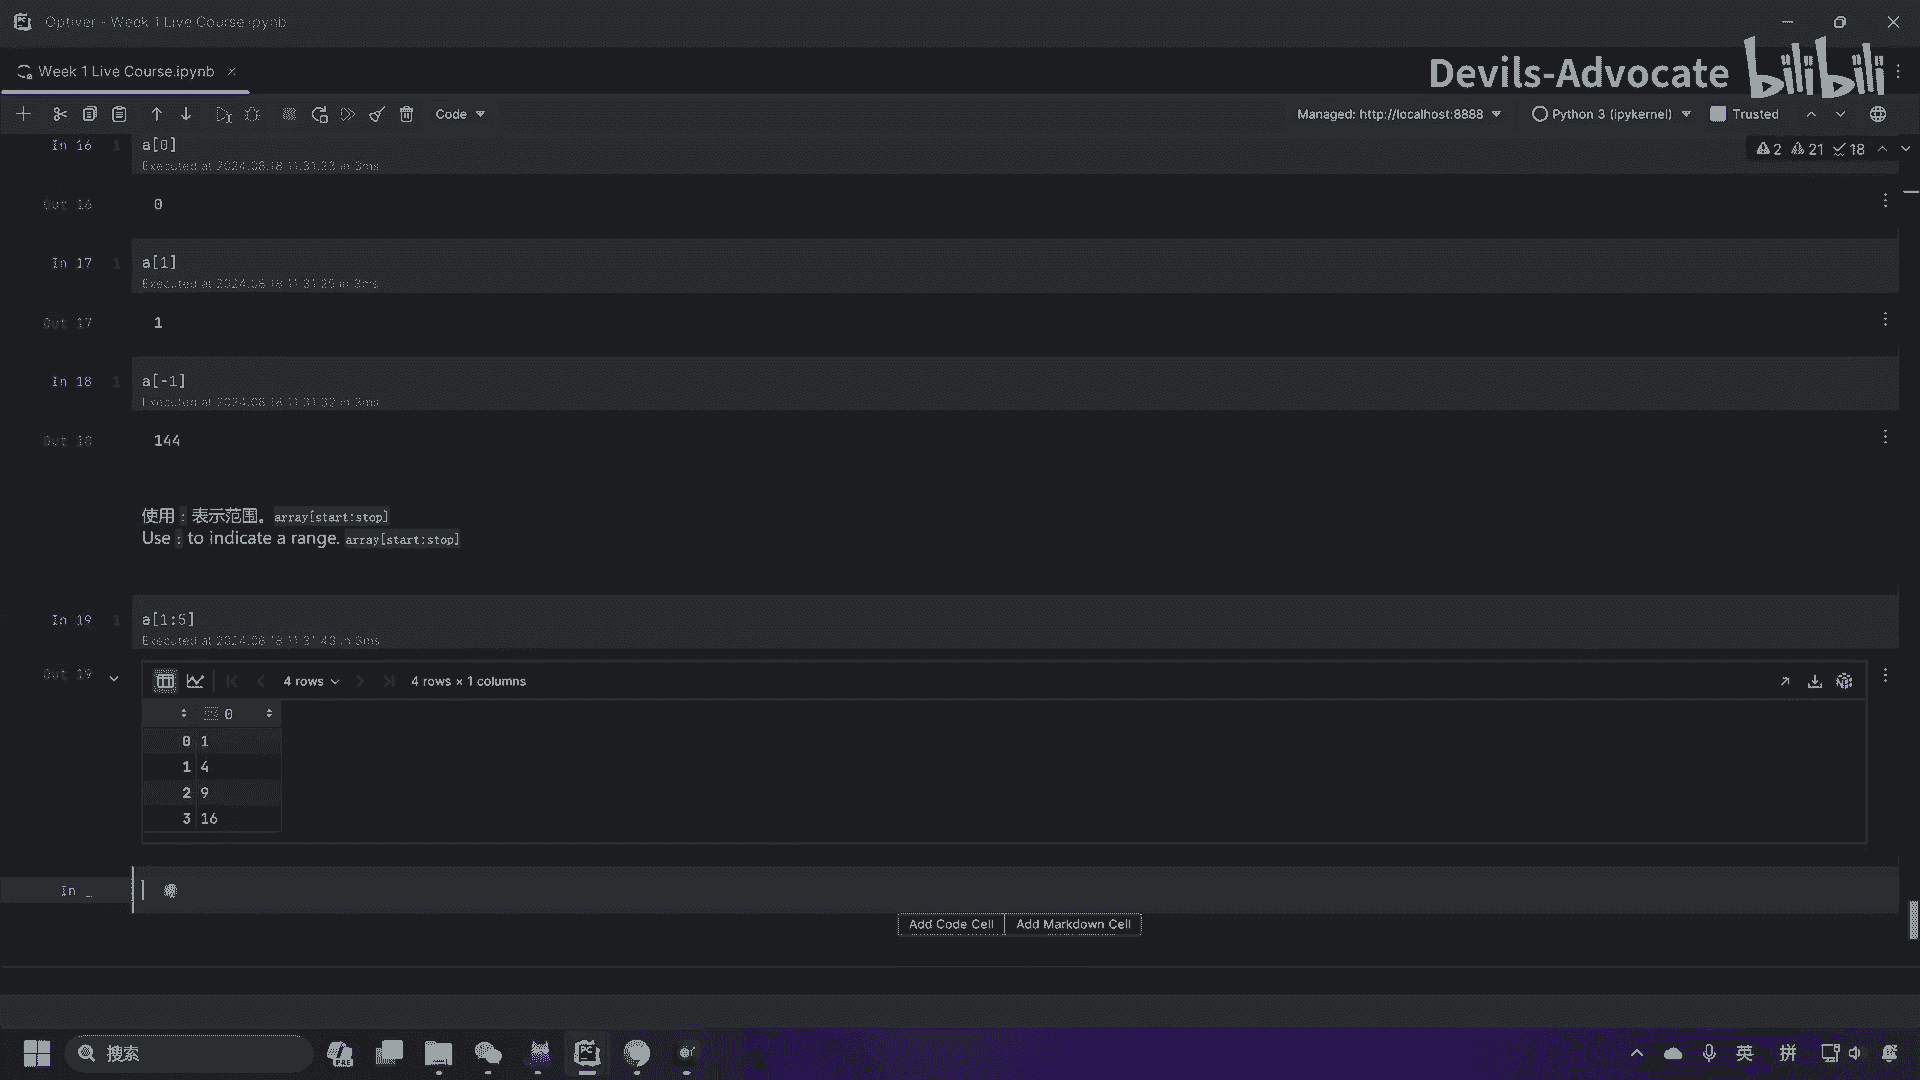 Optiver - Week 1 Live Course.ipynb
Week 1 Live Course.ipynb
Devils-Advocate bilibili
Code
Managed: http://localhost:8888
Python 3 (ipykernel)
Trusted
2 21 18
In 16 1 a[0]
Executed at 2024.08.18 11:31:23 in 3ms
Out 16 0
In 17 1 a[1]
Executed at 2024.08.18 11:31:25 in 3ms
Out 17 1
In 18 1 a[-1]
Executed at 2024.08.18 11:31:32 in 3ms
Out 18 144
使用 : 表示范围。 array[start:stop]
Use : to indicate a range. array[start:stop]
In 19 1 a[1:5]
Executed at 2024.08.18 11:31:43 in 3ms
Out 19
4 rows 4 rows × 1 columns
0
0 1
1 4
2 9
3 16
In _
Add Code Cell Add Markdown Cell
搜索
PRE
PC
英 拼